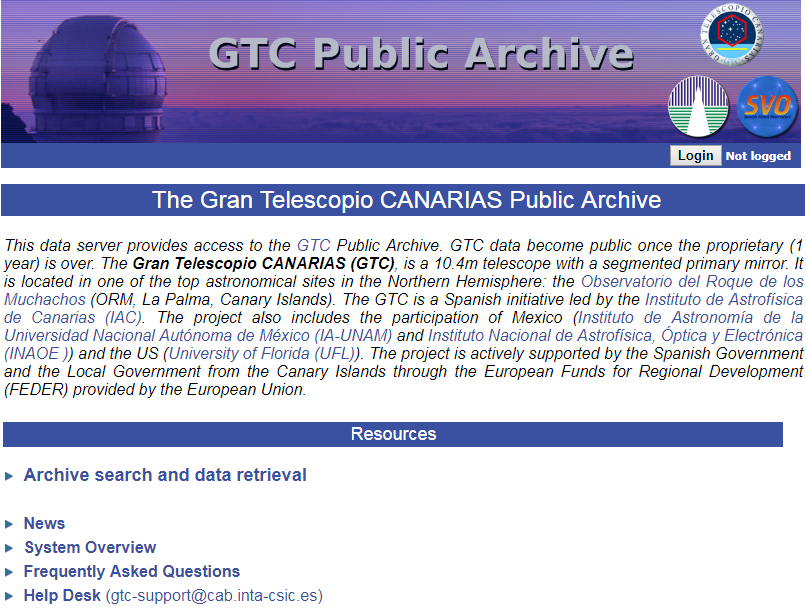 GTC Public Archive
GRAN TELESCOPIO CANARIAS
SVO
Login Not logged
The Gran Telescopio CANARIAS Public Archive
This data server provides access to the GTC Public Archive. GTC data become public once the proprietary (1
year) is over. The Gran Telescopio CANARIAS (GTC), is a 10.4m telescope with a segmented primary mirror. It
is located in one of the top astronomical sites in the Northern Hemisphere: the Observatorio del Roque de los
Muchachos (ORM, La Palma, Canary Islands). The GTC is a Spanish initiative led by the Instituto de Astrofísica
de Canarias (IAC). The project also includes the participation of Mexico (Instituto de Astronomía de la
Universidad Nacional Autónoma de México (IA-UNAM) and Instituto Nacional de Astrofísica, Óptica y Electrónica
(INAOE )) and the US (University of Florida (UFL)). The project is actively supported by the Spanish Government
and the Local Government from the Canary Islands through the European Funds for Regional Development
(FEDER) provided by the European Union.
Resources
Archive search and data retrieval
News
System Overview
Frequently Asked Questions
Help Desk (gtc-support@cab.inta-csic.es)